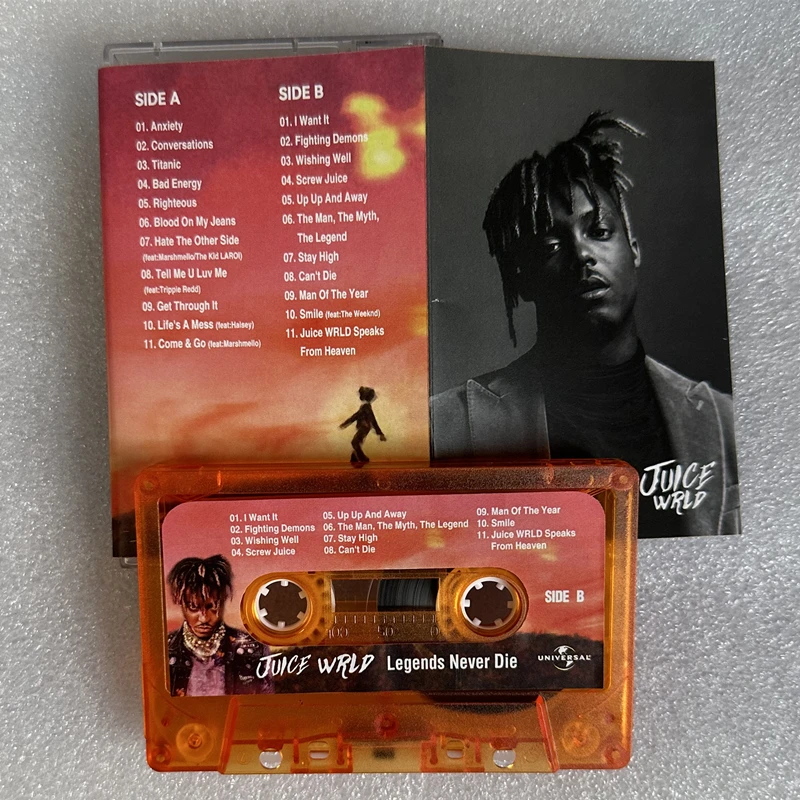 SIDE A
01. Anxiety
02. Conversations
03. Titanic
04. Bad Energy
05. Righteous
06. Blood On My Jeans
07. Hate The Other Side
(feat:Marshmello/The Kid LAROI)
08. Tell Me U Luv Me
(feat:Trippie Redd)
09. Get Through It
10. Life's A Mess (feat:Halsey)
11. Come & Go (feat:Marshmello)
SIDE B
01. I Want It
02. Fighting Demons
03. Wishing Well
04. Screw Juice
05. Up Up And Away
06. The Man, The Myth,
The Legend
07. Stay High
08. Can't Die
09. Man Of The Year
10. Smile (feat:The Weeknd)
11. Juice WRLD Speaks
From Heaven
JUICE
WRLD
01. I Want It
02. Fighting Demons
03. Wishing Well
04. Screw Juice
05. Up Up And Away
06. The Man, The Myth, The Legend
07. Stay High
08. Can't Die
09. Man Of The Year
10. Smile
11. Juice WRLD Speaks
From Heaven
SIDE B
100 50 0
JUICE WRLD Legends Never Die
UNIVERSAL